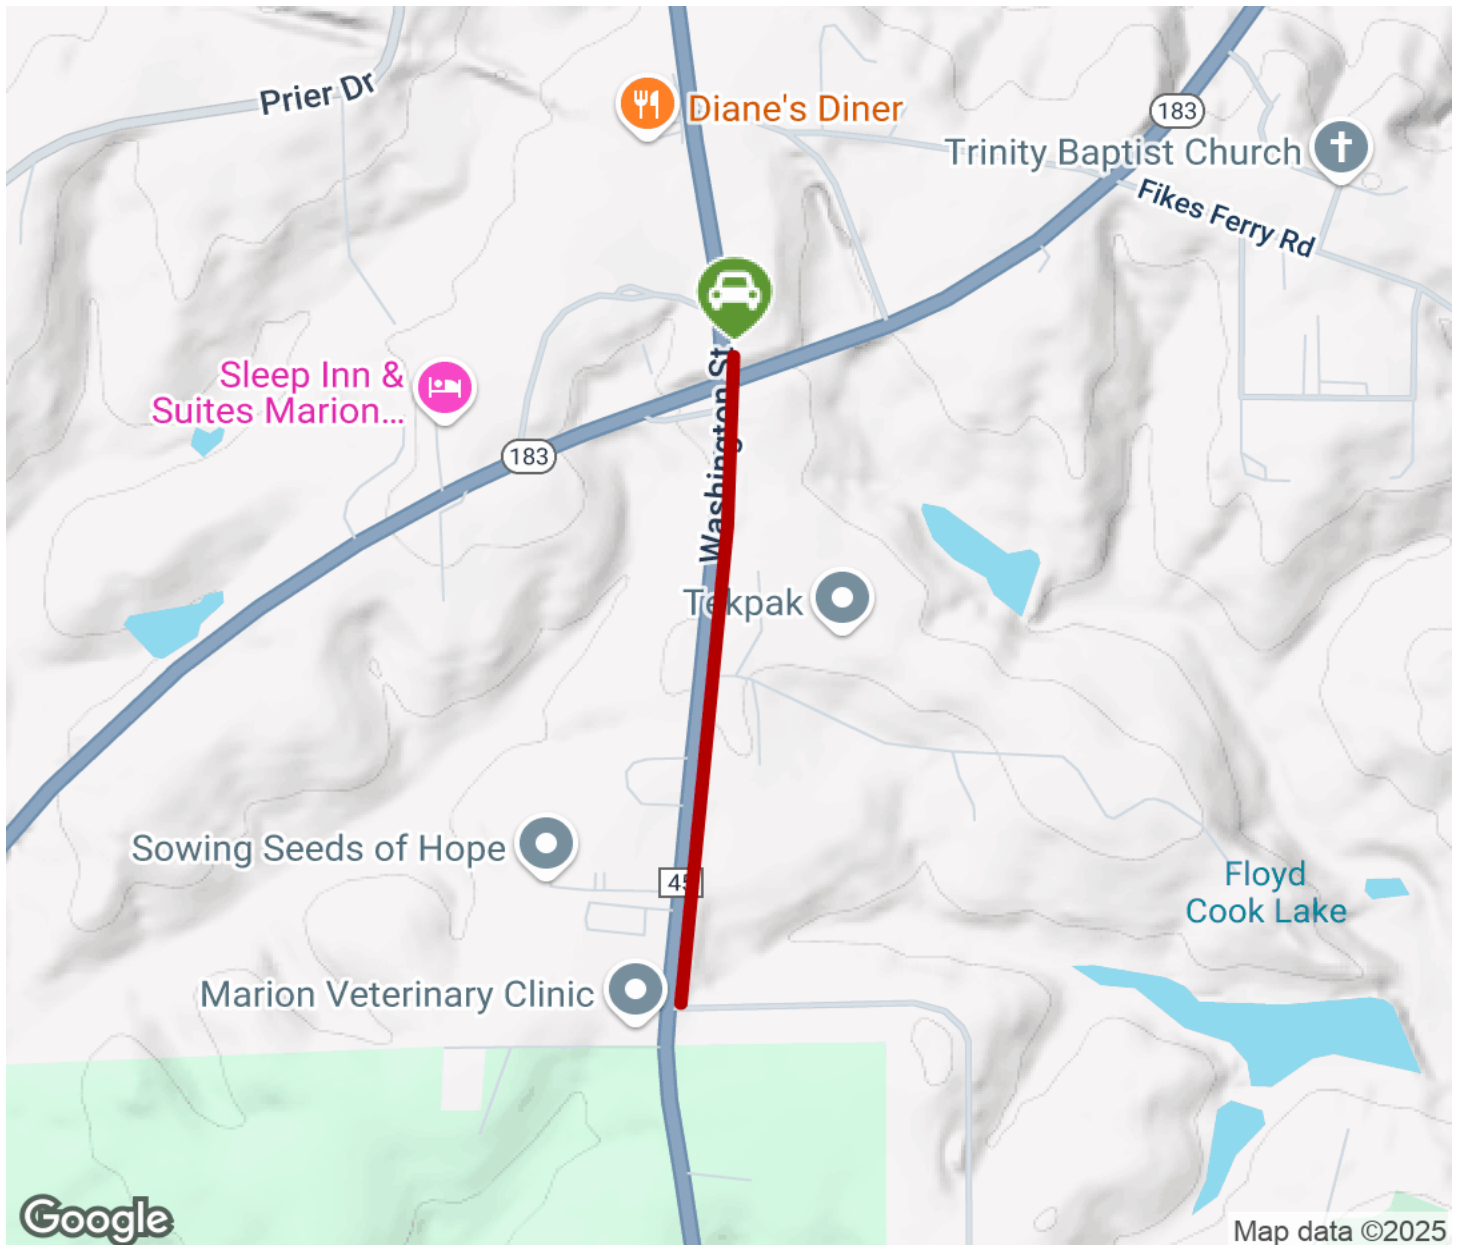 Prier Dr
Diane's Diner
183
Trinity Baptist Church
Fikes Ferry Rd
Sleep Inn &
Suites Marion...
Washington St
183
Tekpak
Sowing Seeds of Hope
45
Floyd
Cook Lake
Marion Veterinary Clinic
Google
Map data ©2025